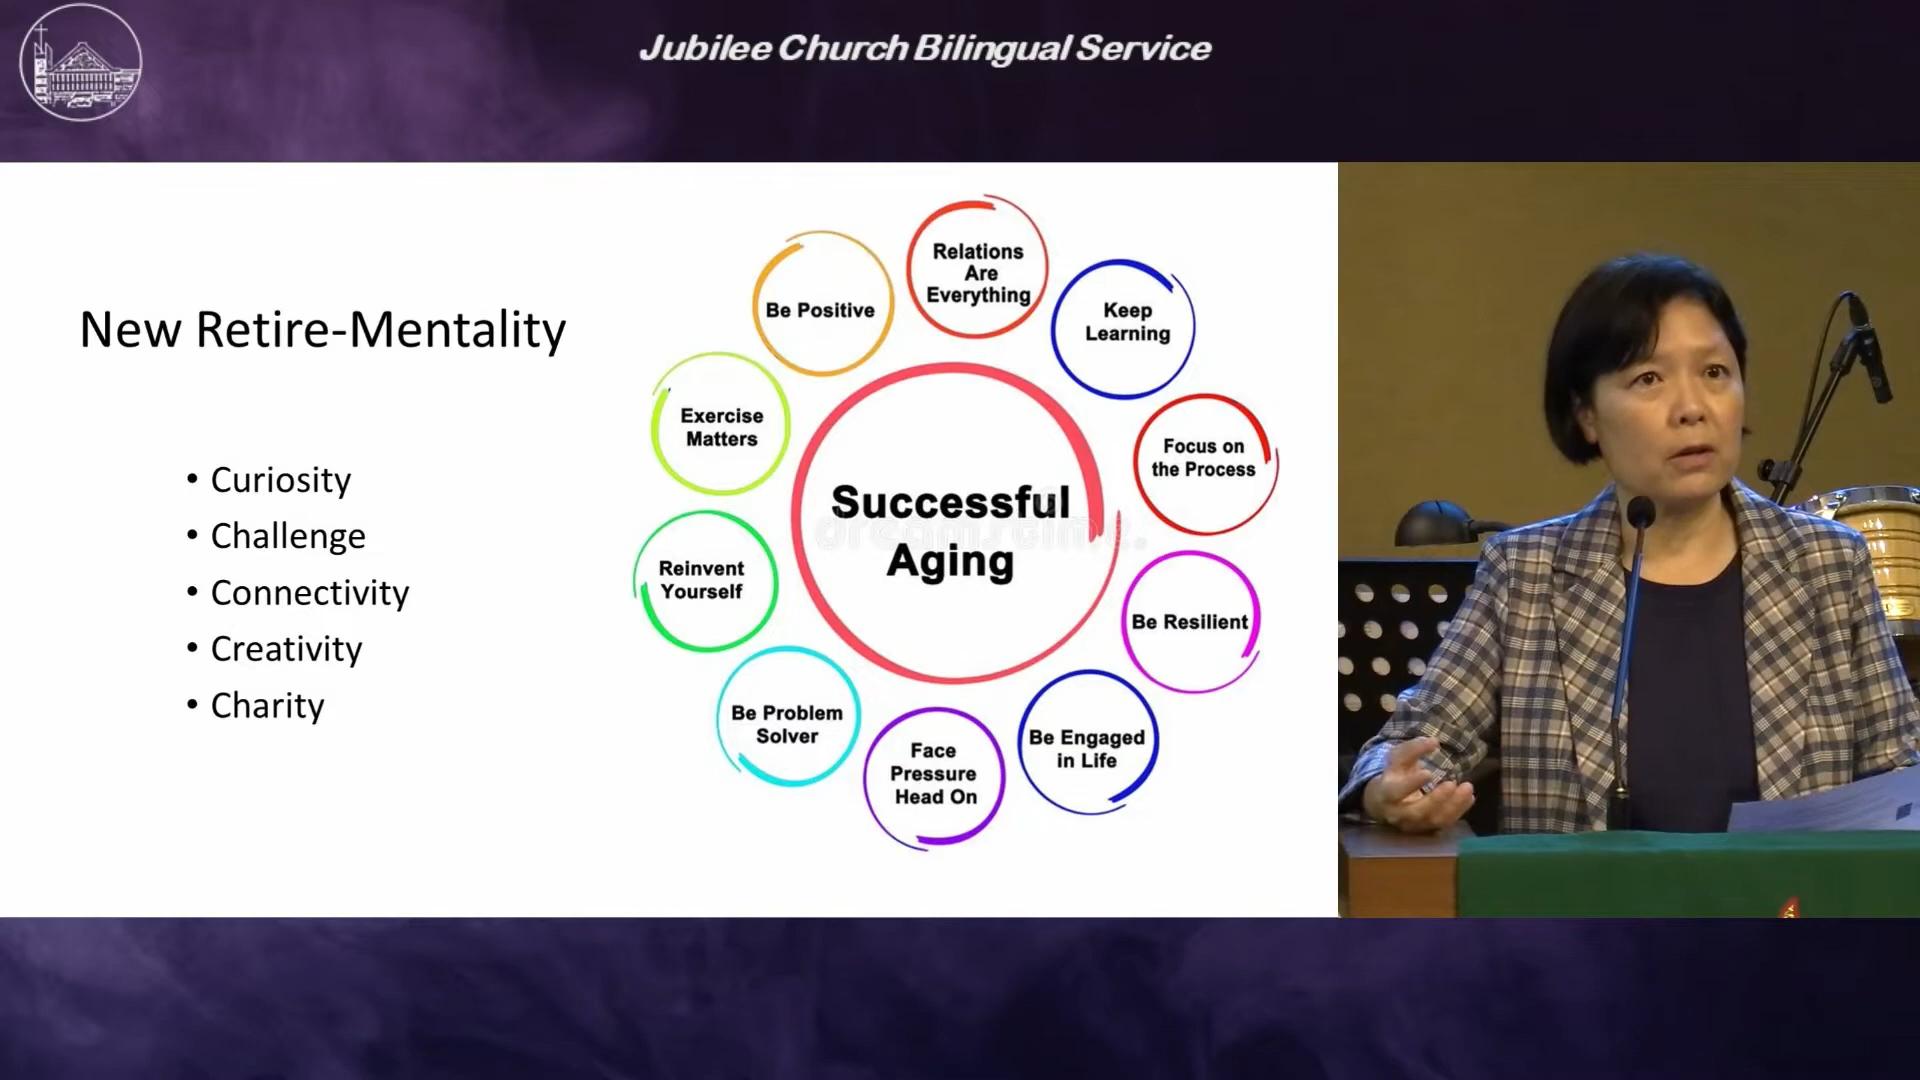 Jubilee Church Bilingual Service
New Retire-Mentality
• Curiosity
• Challenge
• Connectivity
• Creativity
• Charity
Relations
Are
Everything
Keep
Learning
Focus on
the Process
Be Resilient
Be Engaged
in Life
Face
Pressure
Head On
Be Problem
Solver
Reinvent
Yourself
Exercise
Matters
Be Positive
Successful
Aging
dreamstime.